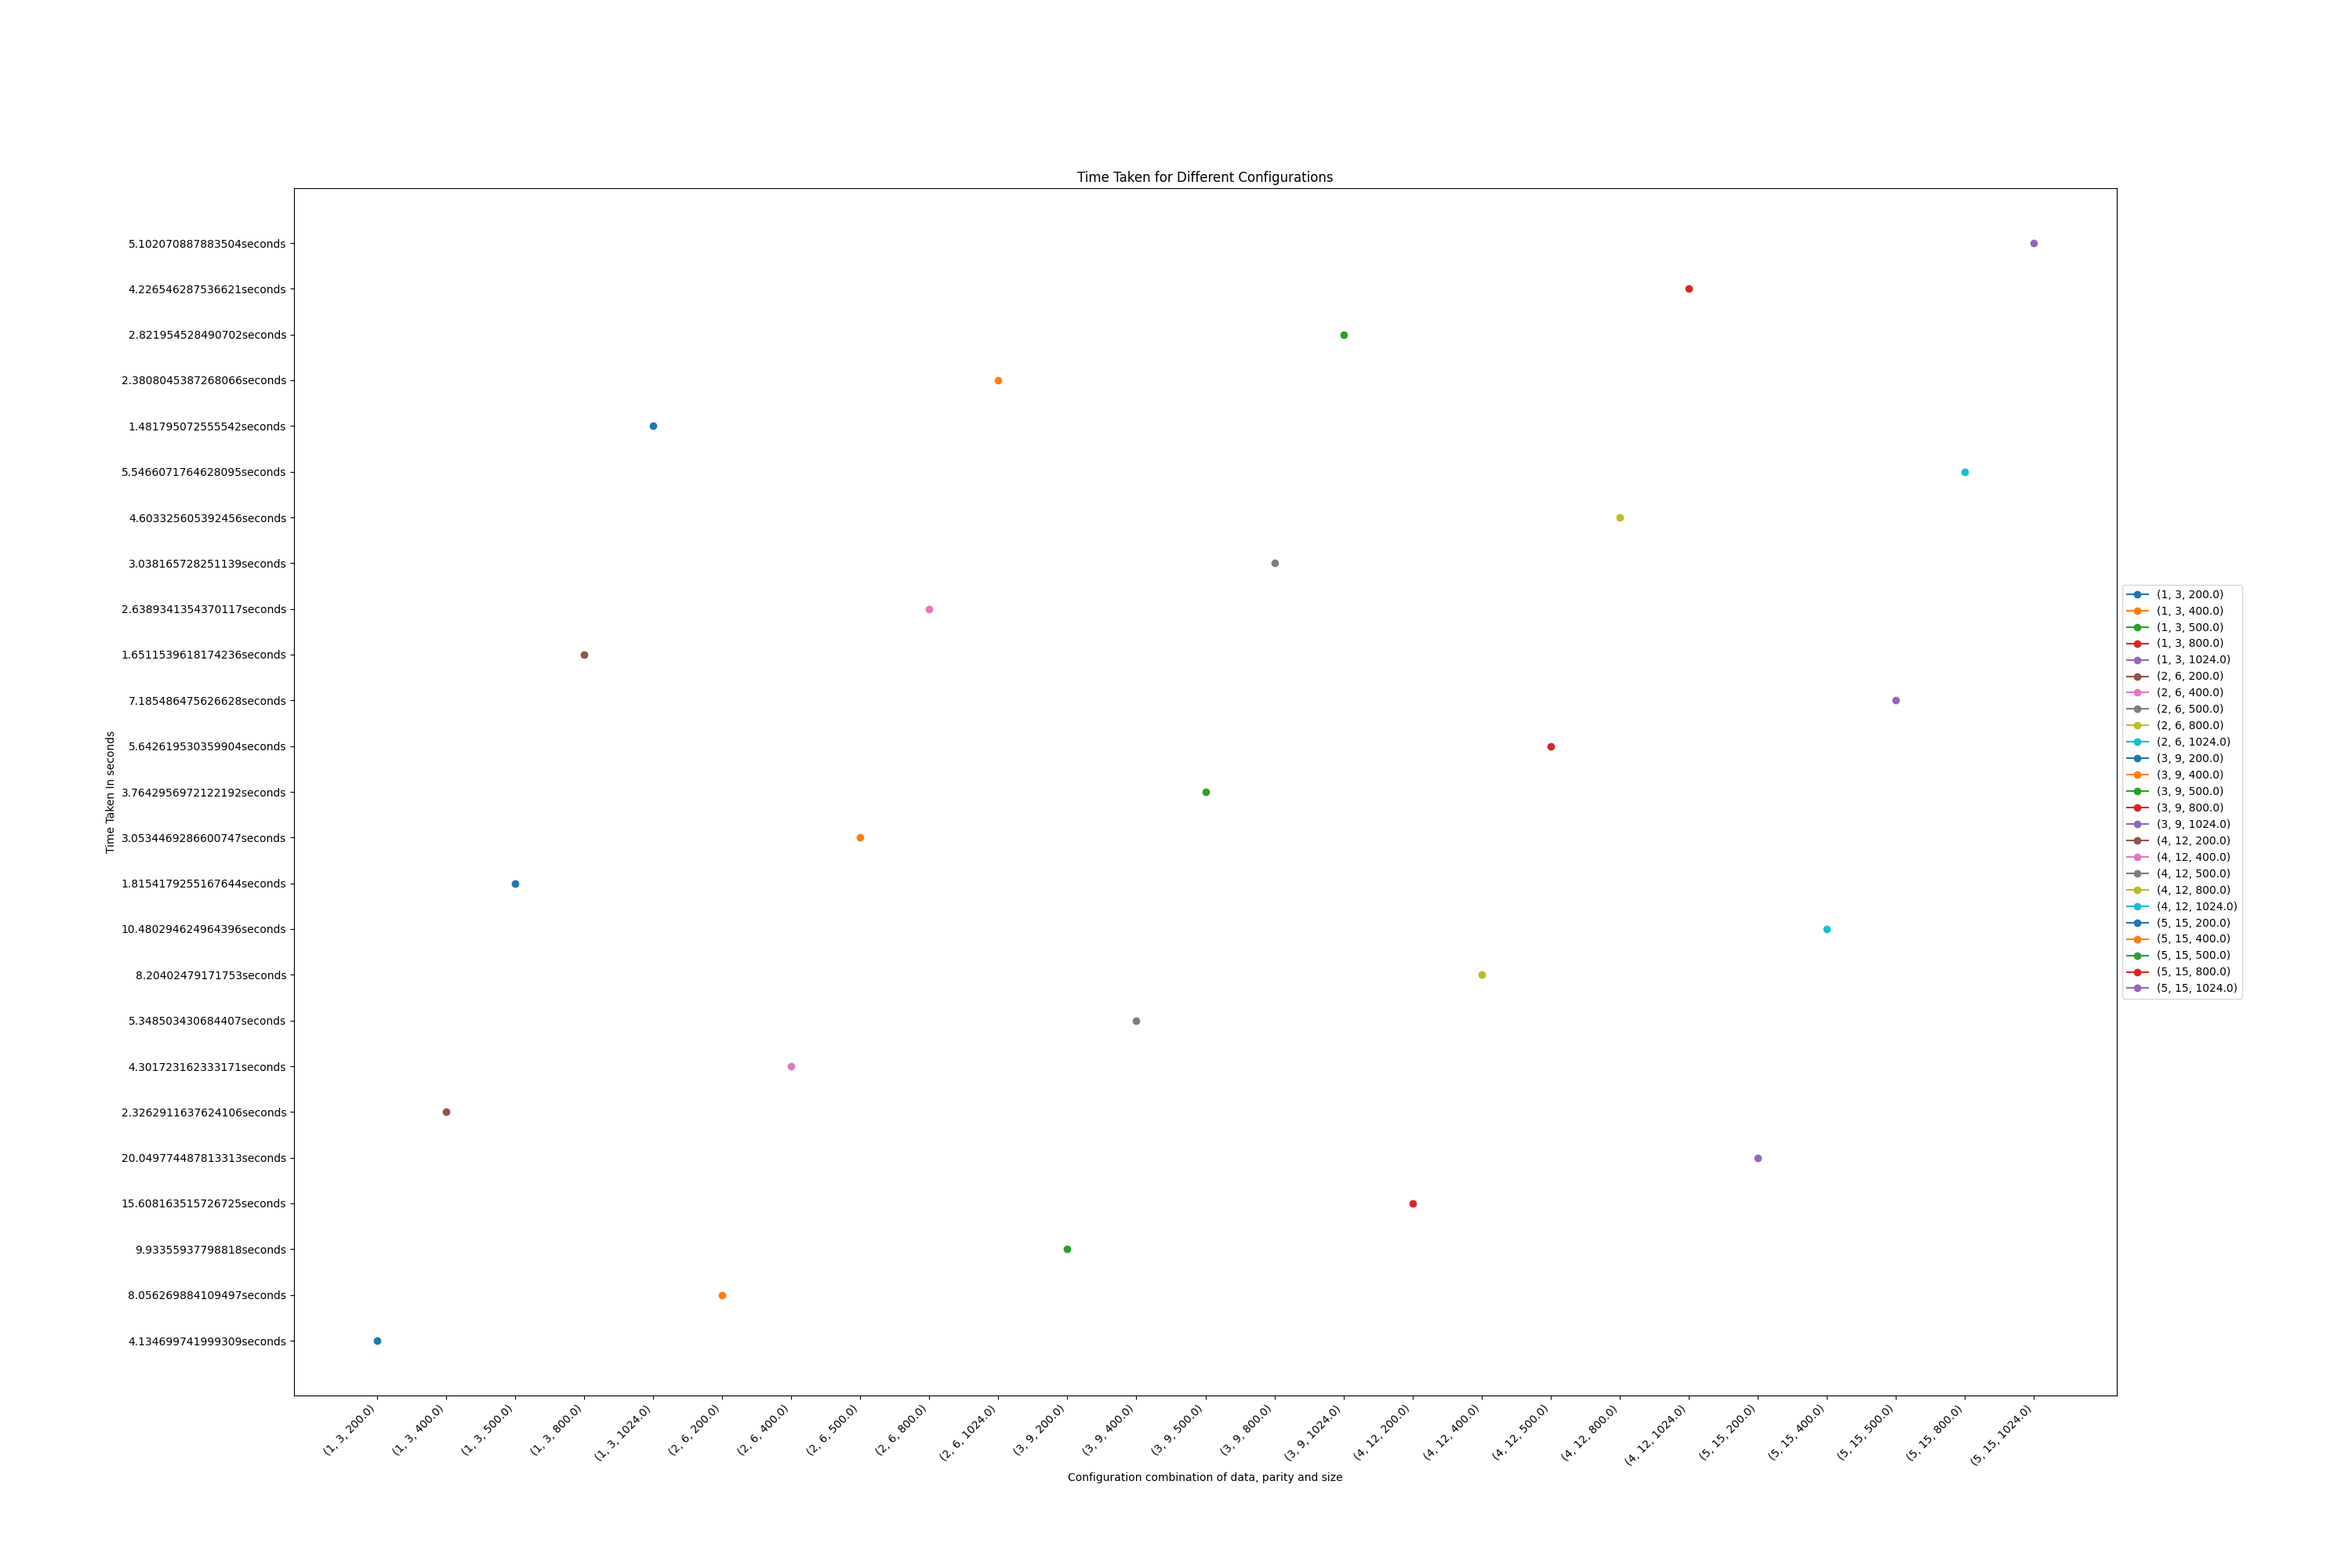 Time Taken for Different Configurations
Time Taken In seconds
5.102070887883504seconds
4.226546287536621seconds
2.821954528490702seconds
2.3808045387268066seconds
1.481795072555542seconds
5.5466071764628095seconds
4.603325605392456seconds
3.038165728251139seconds
2.6389341354370117seconds
1.6511539618174236seconds
7.185486475626628seconds
5.642619530359904seconds
3.7642956972122192seconds
3.0534469286600747seconds
1.8154179255167644seconds
10.480294624964396seconds
8.20402479171753seconds
5.348503430684407seconds
4.301723162333171seconds
2.3262911637624106seconds
20.049774487813313seconds
15.608163515726725seconds
9.93355937798818seconds
8.056269884109497seconds
4.134699741999309seconds
(1, 3, 200.0)
(1, 3, 400.0)
(1, 3, 500.0)
(1, 3, 800.0)
(1, 3, 1024.0)
(2, 6, 200.0)
(2, 6, 400.0)
(2, 6, 500.0)
(2, 6, 800.0)
(2, 6, 1024.0)
(3, 9, 200.0)
(3, 9, 400.0)
(3, 9, 500.0)
(3, 9, 800.0)
(3, 9, 1024.0)
(4, 12, 200.0)
(4, 12, 400.0)
(4, 12, 500.0)
(4, 12, 800.0)
(4, 12, 1024.0)
(5, 15, 200.0)
(5, 15, 400.0)
(5, 15, 500.0)
(5, 15, 800.0)
(5, 15, 1024.0)
Configuration combination of data, parity and size
(1, 3, 200.0)
(1, 3, 400.0)
(1, 3, 500.0)
(1, 3, 800.0)
(1, 3, 1024.0)
(2, 6, 200.0)
(2, 6, 400.0)
(2, 6, 500.0)
(2, 6, 800.0)
(2, 6, 1024.0)
(3, 9, 200.0)
(3, 9, 400.0)
(3, 9, 500.0)
(3, 9, 800.0)
(3, 9, 1024.0)
(4, 12, 200.0)
(4, 12, 400.0)
(4, 12, 500.0)
(4, 12, 800.0)
(4, 12, 1024.0)
(5, 15, 200.0)
(5, 15, 400.0)
(5, 15, 500.0)
(5, 15, 800.0)
(5, 15, 1024.0)